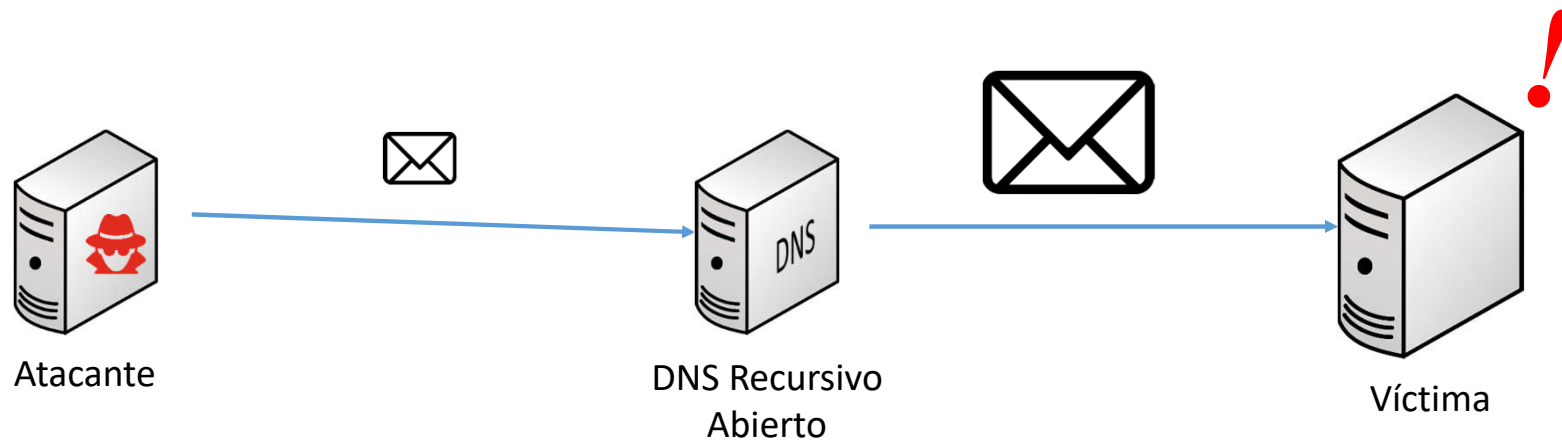 DNS
Atacante
DNS Recursivo
Abierto
Víctima
!